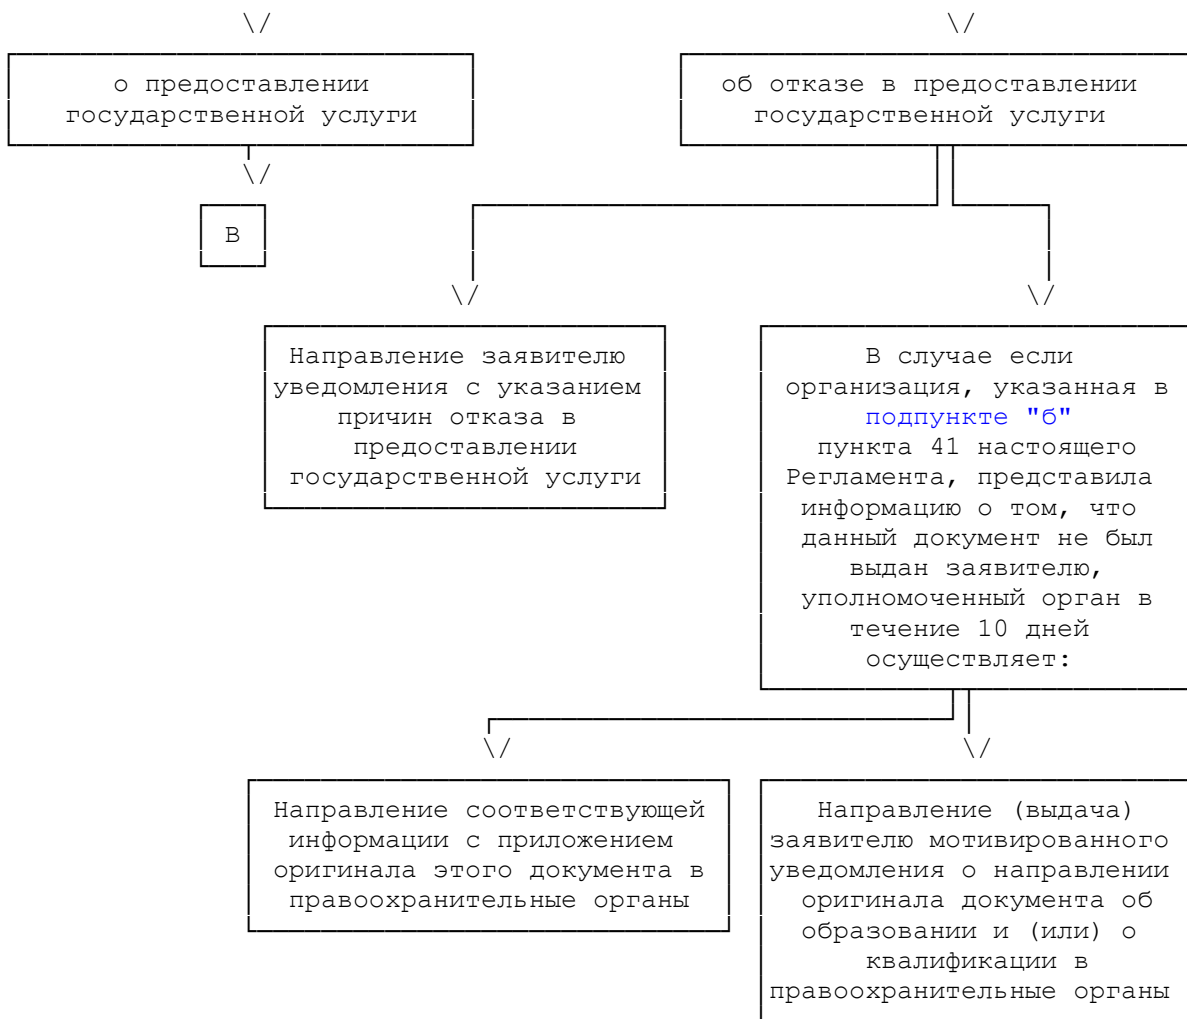 о предоставлении
государственной услуги
об отказе в предоставлении
государственной услуги
В
Направление заявителю
уведомления с указанием
причин отказа в
предоставлении
государственной услуги
В случае если
организация, указанная в
подпункте "б"
пункта 41 настоящего
Регламента, представила
информацию о том, что
данный документ не был
выдан заявителю,
уполномоченный орган в
течение 10 дней
осуществляет:
Направление соответствующей
информации с приложением
оригинала этого документа в
правоохранительные органы
Направление (выдача)
заявителю мотивированного
уведомления о направлении
оригинала документа об
образовании и (или) о
квалификации в
правоохранительные органы